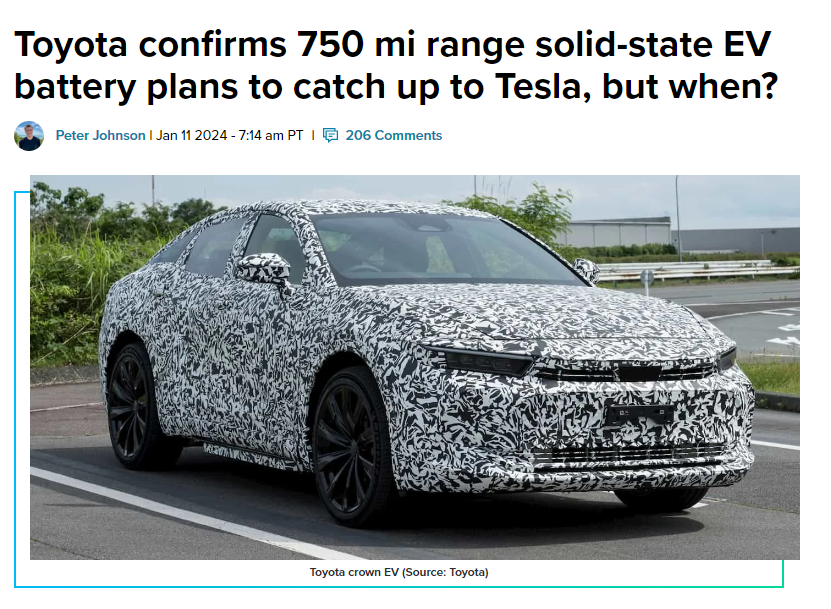 Toyota confirms 750 mi range solid-state EV
battery plans to catch up to Tesla, but when?
Peter Johnson | Jan 11 2024 - 7:14 am PT | 206 Comments
Toyota crown EV (Source: Toyota)